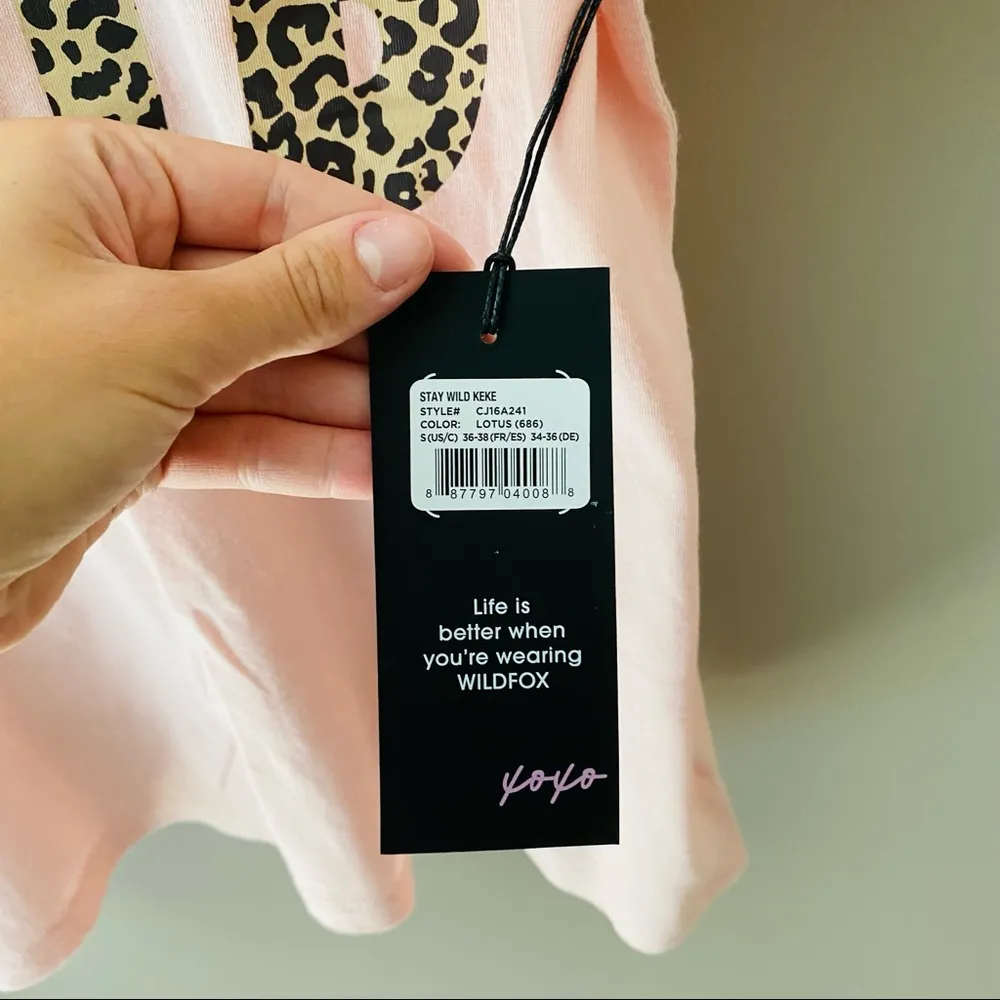 STAY WILD KEKE
STYLE# CJ16A241
COLOR: LOTUS (686)
S(US/C) 36-38(FR/ES) 34-36(DE)
8 87797 04008 8
Life is
better when
you're wearing
WILDFOX
xoxo